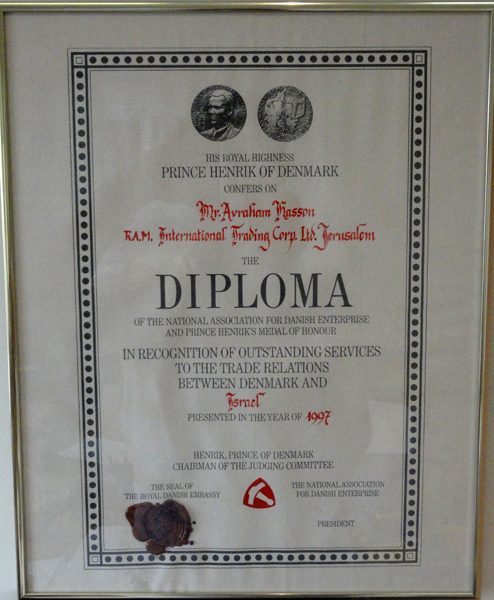 HIS ROYAL HIGHNESS
PRINCE HENRIK OF DENMARK
CONFERS ON
Mr. Avraham Hasson
H.A.M. International Trading Corp. Ltd. Jerusalem
THE
DIPLOMA
OF THE NATIONAL ASSOCIATION FOR DANISH ENTERPRISE
AND PRINCE HENRIK'S MEDAL OF HONOUR
IN RECOGNITION OF OUTSTANDING SERVICES
TO THE TRADE RELATIONS
BETWEEN DENMARK AND
Israel
PRESENTED IN THE YEAR OF 1997
HENRIK, PRINCE OF DENMARK
CHAIRMAN OF THE JUDGING COMMITTEE
THE SEAL OF
THE ROYAL DANISH EMBASSY
THE NATIONAL ASSOCIATION
FOR DANISH ENTERPRISE
PRESIDENT